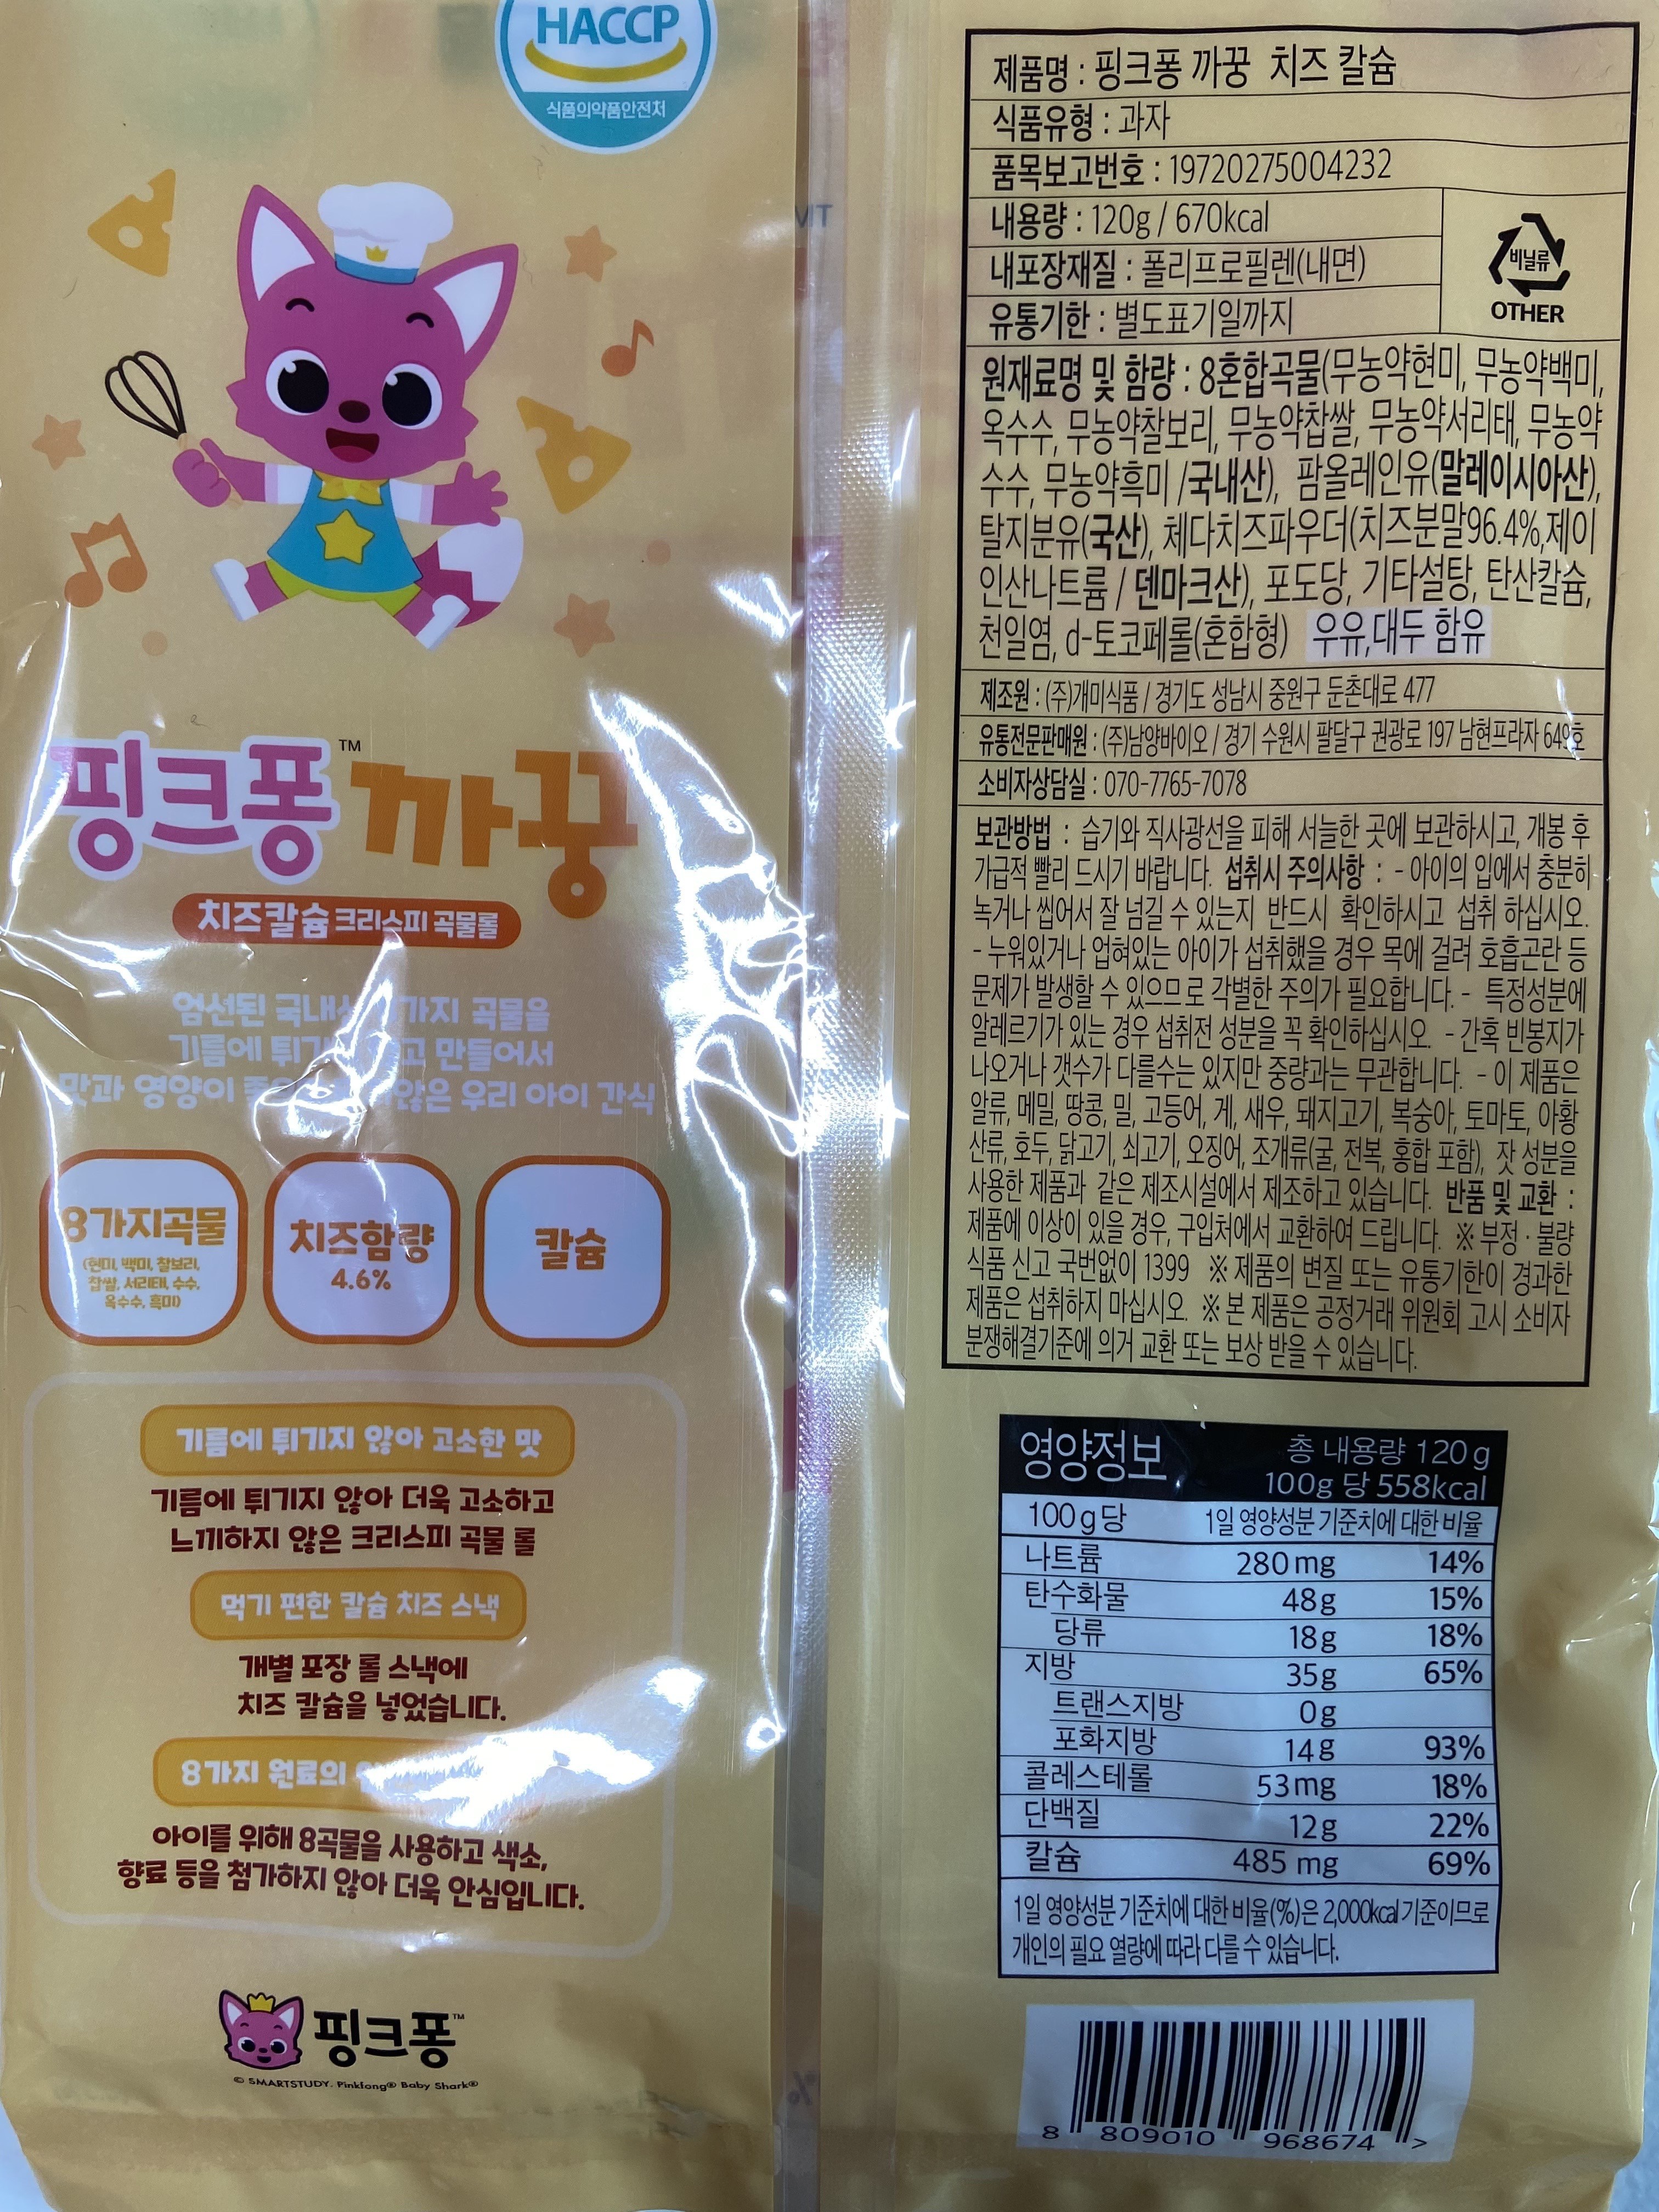 HACCP
식품의약품안전처
핑크퐁™ 까꿍
치즈칼슘 크리스피 곡물롤
엄선된 가지 곡물을
기름에 고 만들어서
맛과 영양이 않은 우리 아이 간식
8가지곡물
(현미, 백미, 찰보리,
찹쌀, 서리태, 수수,
옥수수, 흑미)
치즈함량
4.6%
칼슘
기름에 튀기지 않아 고소한 맛
기름에 튀기지 않아 더욱 고소하고
느끼하지 않은 크리스피 곡물 롤
먹기 편한 칼슘 치즈 스낵
개별 포장 롤 스낵에
치즈 칼슘을 넣었습니다.
8가지 원료의
아이를 위해 8곡물을 사용하고 색소,
향료 등을 첨가하지 않아 더욱 안심입니다.
핑크퐁™
© SMARTSTUDY. Pinkfong® Baby Shark®
제품명 : 핑크퐁 까꿍 치즈 칼슘
식품유형 : 과자
품목보고번호 : 19720275004232
내용량 : 120g / 670kcal
내포장재질 : 폴리프로필렌(내면)
유통기한 : 별도표기일까지
비닐류
OTHER
원재료명 및 함량 : 8혼합곡물(무농약현미, 무농약백미,
옥수수, 무농약찰보리, 무농약찹쌀, 무농약서리태, 무농약
수수, 무농약흑미 /국내산), 팜올레인유(말레이시아산),
탈지분유(국산), 체다치즈파우더(치즈분말96.4%,제이
인산나트륨 / 덴마크산), 포도당, 기타설탕, 탄산칼슘,
천일염, d-토코페롤(혼합형) 우유,대두 함유
제조원 : (주)개미식품 / 경기도 성남시 중원구 둔촌대로 477
유통전문판매원 : (주)남양바이오 / 경기 수원시 팔달구 권광로 197 남현프라자
소비자상담실 : 070-7765-7078
보관방법 : 습기와 직사광선을 피해 서늘한 곳에 보관하시고, 개봉 후
가급적 빨리 드시기 바랍니다. 섭취시 주의사항 : - 아이의 입에서 충분히
녹거나 씹어서 잘 넘길 수 있는지 반드시 확인하시고 섭취 하십시오.
- 누워있거나 업혀있는 아이가 섭취했을 경우 목에 걸려 호흡곤란 등
문제가 발생할 수 있으므로 각별한 주의가 필요합니다. - 특정성분에
알레르기가 있는 경우 섭취전 성분을 꼭 확인하십시오. - 간혹 빈봉지가
나오거나 갯수가 다를수는 있지만 중량과는 무관합니다. - 이 제품은
알류, 메밀, 땅콩, 밀, 고등어, 게, 새우, 돼지고기, 복숭아, 토마토, 아황
산류, 호두, 닭고기, 쇠고기, 오징어, 조개류(굴, 전복, 홍합 포함), 잣 성분을
사용한 제품과 같은 제조시설에서 제조하고 있습니다. 반품 및 교환 :
제품에 이상이 있을 경우, 구입처에서 교환하여 드립니다. ※ 부정 · 불량
식품 신고 국번없이 1399 ※ 제품의 변질 또는 유통기한이 경과한
제품은 섭취하지 마십시오. ※ 본 제품은 공정거래 위원회 고시 소비자
분쟁해결기준에 의거 교환 또는 보상 받을 수 있습니다.
영양정보 총 내용량 120 g
100g 당 558kcal
100g당 1일 영양성분 기준치에 대한 비율
나트륨 280mg 14%
탄수화물 48g 15%
당류 18g 18%
지방 35g 65%
트랜스지방 0g
포화지방 14g 93%
콜레스테롤 53mg 18%
단백질 12g 22%
칼슘 485 mg 69%
1일 영양성분 기준치에 대한 비율(%)은 2,000kcal 기준이므로
개인의 필요 열량에 따라 다를 수 있습니다.
8 809010 968674 >